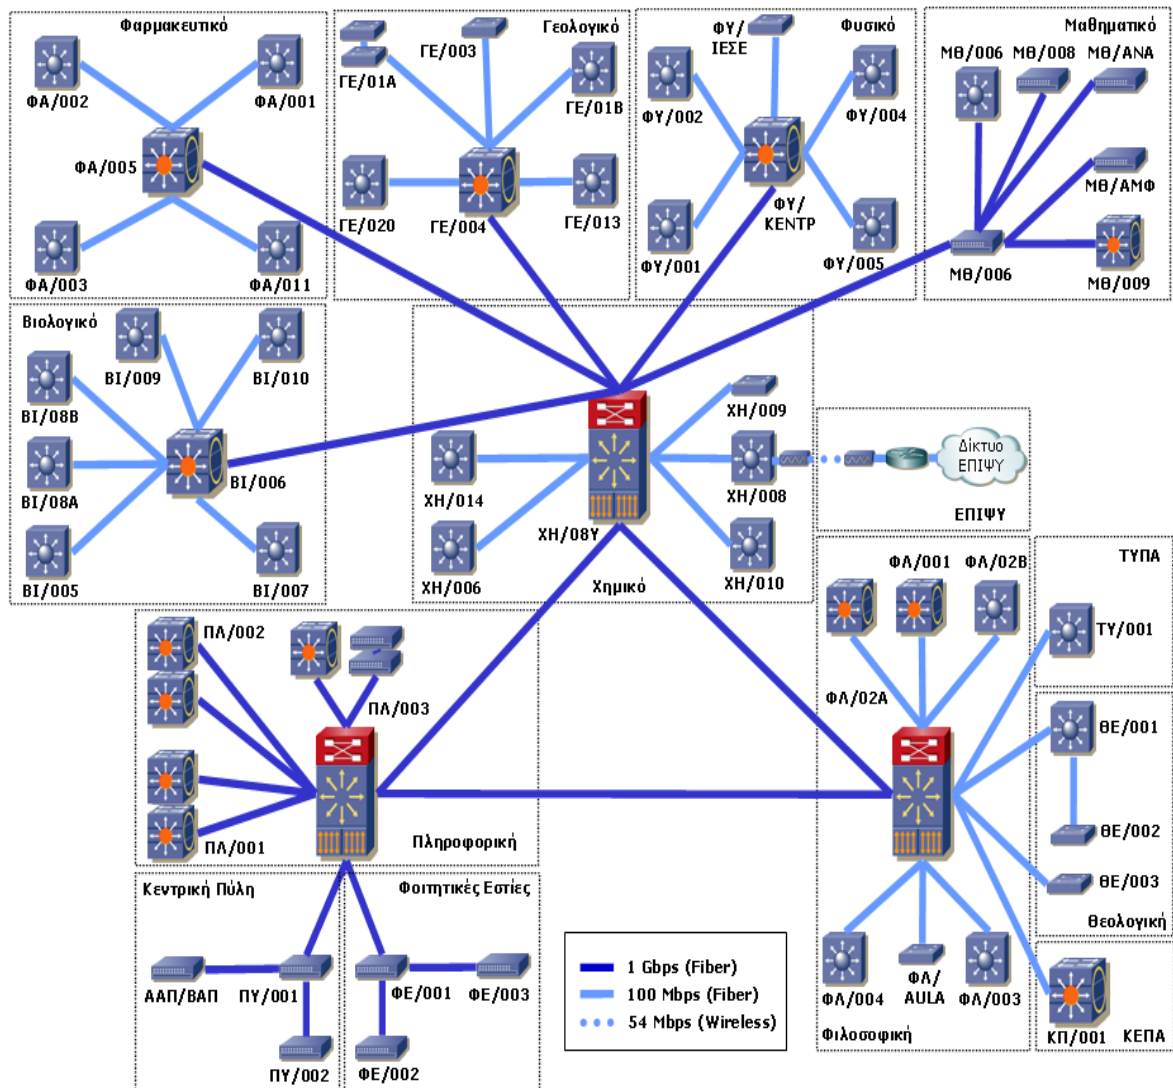 Φαρμακευτικό
ΦΑ/002
ΦΑ/001
ΦΑ/005
ΦΑ/003
ΦΑ/011
Γεολογικό
ΓΕ/01Α
ΓΕ/003
ΓΕ/01Β
ΓΕ/020
ΓΕ/004
ΓΕ/013
Φυσικό
ΦΥ/
ΙΕΣΕ
ΦΥ/002
ΦΥ/004
ΦΥ/
ΚΕΝΤΡ
ΦΥ/001
ΦΥ/005
Μαθηματικό
ΜΘ/006
ΜΘ/008
ΜΘ/ΑΝΑ
ΜΘ/ΑΜΦ
ΜΘ/006
ΜΘ/009
Βιολογικό
ΒΙ/009
ΒΙ/010
ΒΙ/08Β
ΒΙ/08Α
ΒΙ/006
ΒΙ/005
ΒΙ/007
ΧΗ/009
ΧΗ/014
ΧΗ/008
ΧΗ/08Υ
ΧΗ/006
ΧΗ/010
Χημικό
Δίκτυο
ΕΠΙΨΥ
ΕΠΙΨΥ
ΠΛ/002
ΠΛ/003
ΠΛ/001
Πληροφορική
ΦΛ/001
ΦΛ/02Β
ΦΛ/02Α
ΦΛ/004
ΦΛ/
AULA
ΦΛ/003
Φιλοσοφική
ΤΥΠΑ
ΤΥ/001
ΘΕ/001
ΘΕ/002
ΘΕ/003
Θεολογική
ΚΠ/001
ΚΕΠΑ
Κεντρική Πύλη
ΑΑΠ/ΒΑΠ
ΠΥ/001
ΠΥ/002
Φοιτητικές Εστίες
ΦΕ/001
ΦΕ/003
ΦΕ/002
1 Gbps (Fiber)
100 Mbps (Fiber)
54 Mbps (Wireless)